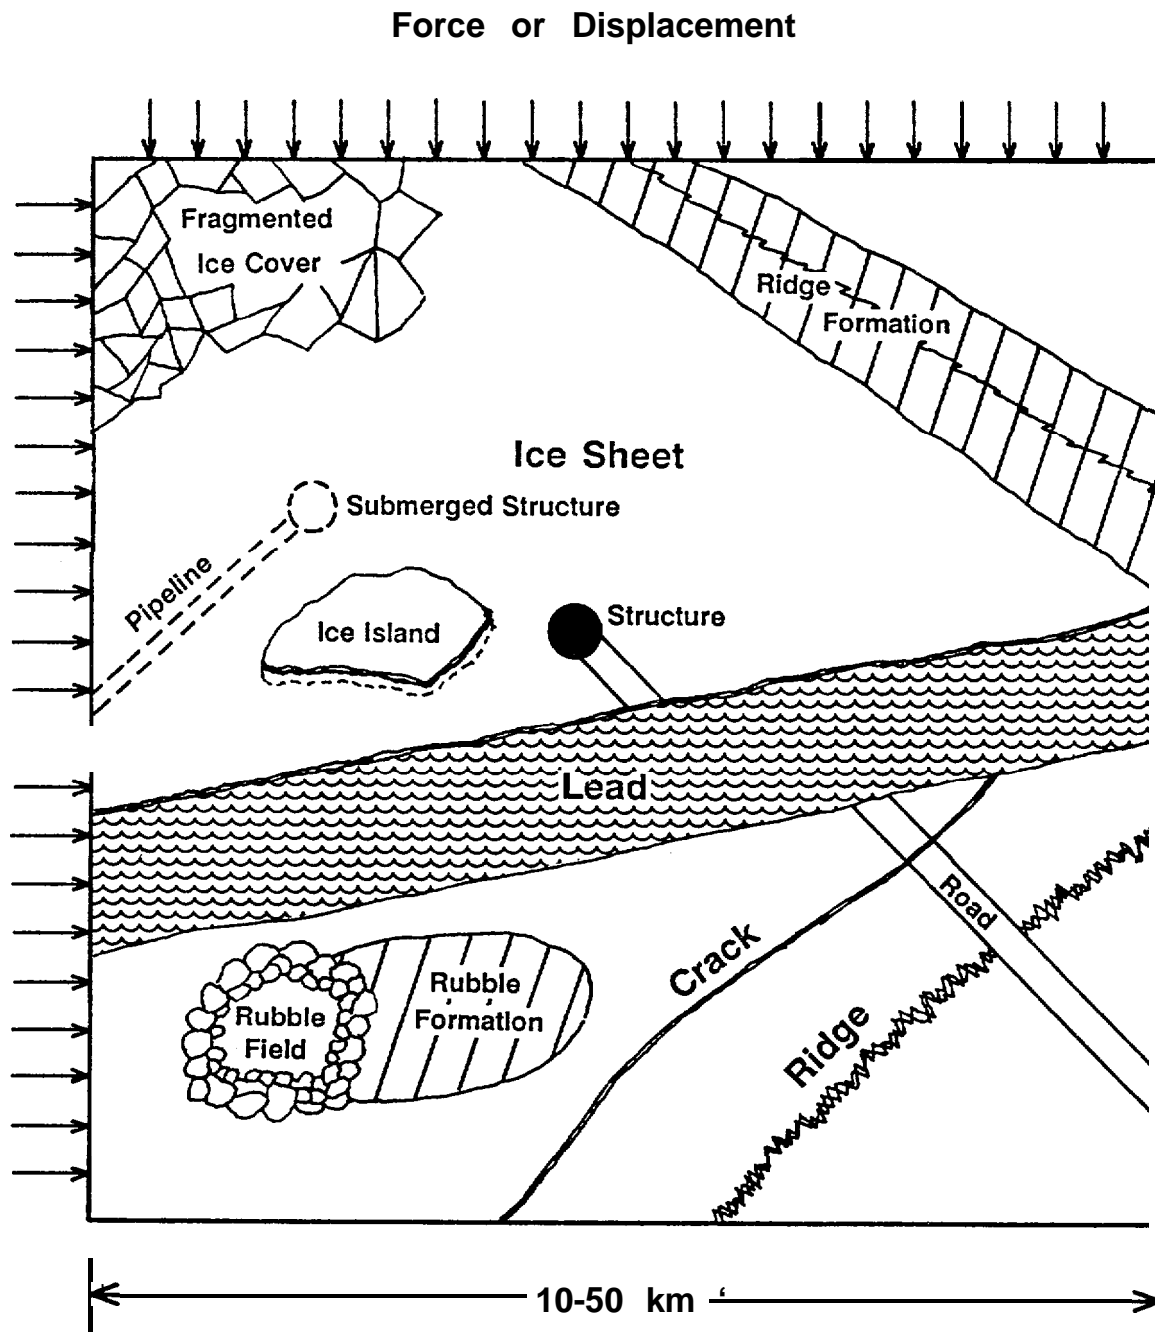 Force or Displacement
Fragmented
Ice Cover
Ridge
Formation
Ice Sheet
Submerged Structure
Pipeline
Ice Island
Structure
Lead
Road
Crack
Rubble
Formation
Rubble
Field
Ridge
10-50 km